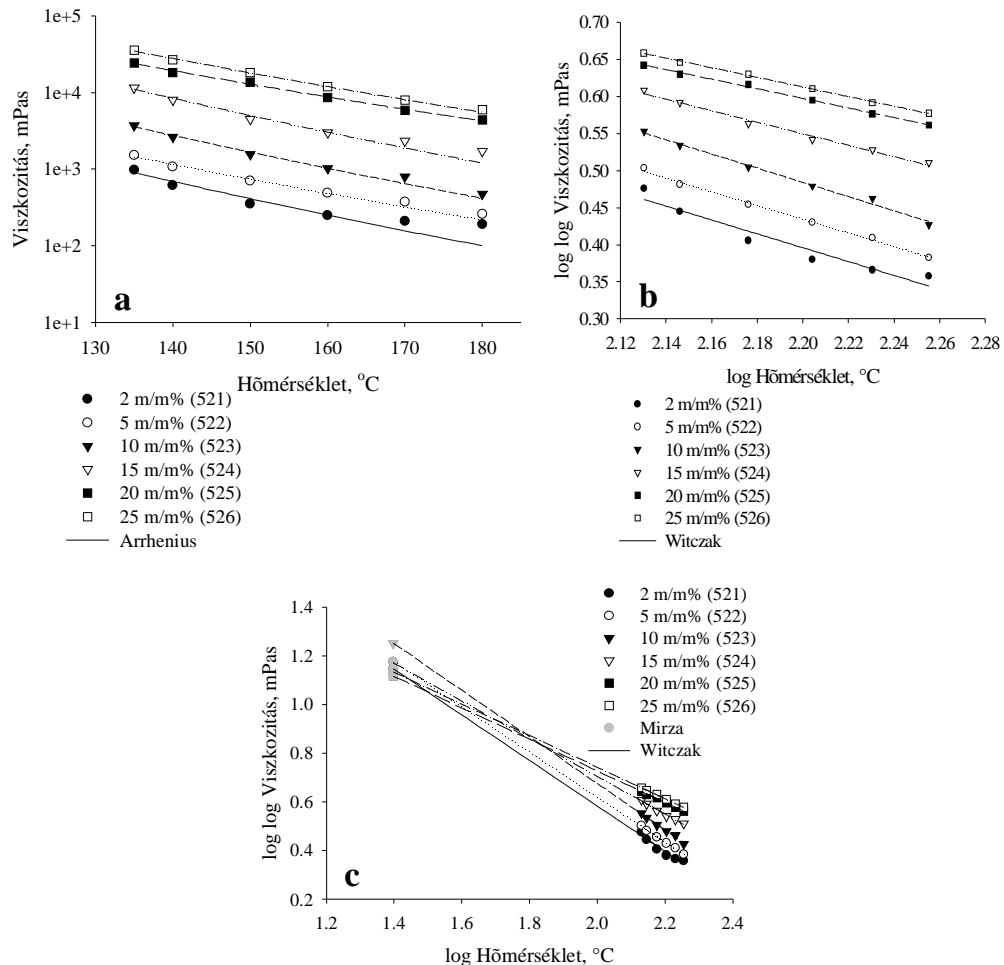 1e+5
1e+4
1e+3
1e+2
1e+1
Viszkozitás, mPas
a
130 140 150 160 170 180
Hõmérséklet, °C
2 m/m% (521)
5 m/m% (522)
10 m/m% (523)
15 m/m% (524)
20 m/m% (525)
25 m/m% (526)
Arrhenius
0.70
0.65
0.60
0.55
0.50
0.45
0.40
0.35
0.30
log log Viszkozitás, mPas
b
2.12 2.14 2.16 2.18 2.20 2.22 2.24 2.26 2.28
log Hõmérséklet, °C
2 m/m% (521)
5 m/m% (522)
10 m/m% (523)
15 m/m% (524)
20 m/m% (525)
25 m/m% (526)
Witczak
1.4
1.2
1.0
0.8
0.6
0.4
0.2
log log Viszkozitás, mPas
c
1.2 1.4 1.6 1.8 2.0 2.2 2.4
log Hõmérséklet, °C
2 m/m% (521)
5 m/m% (522)
10 m/m% (523)
15 m/m% (524)
20 m/m% (525)
25 m/m% (526)
Mirza
Witczak